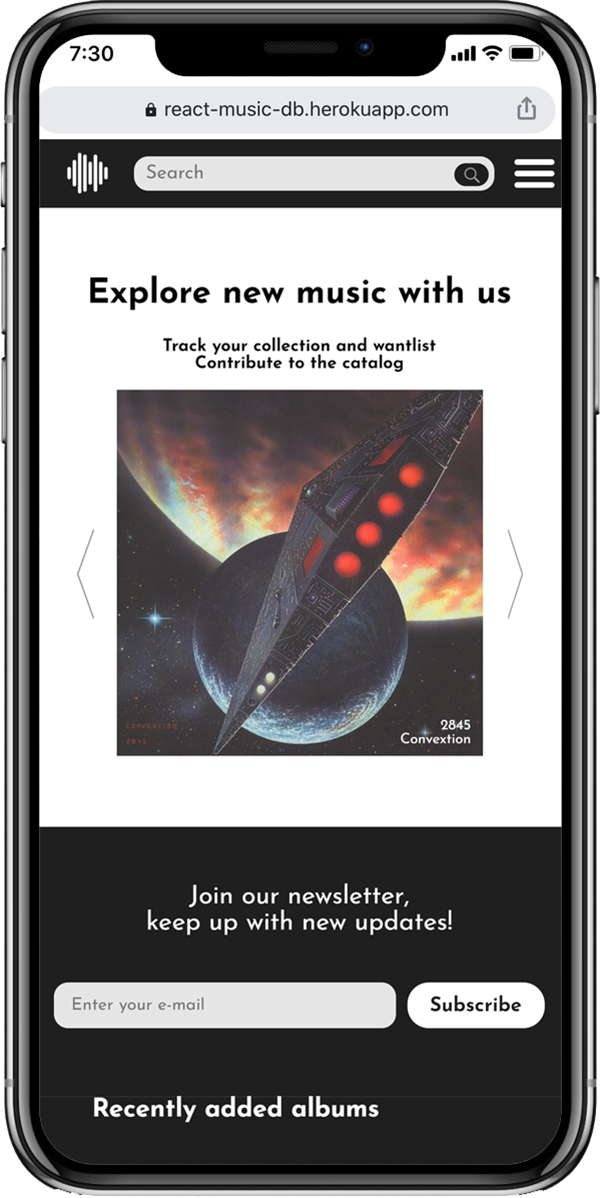 7:30
react-music-db.herokuapp.com
Search
Explore new music with us
Track your collection and wantlist
Contribute to the catalog
CONVEXTION
2845
2845
Convextion
Join our newsletter,
keep up with new updates!
Enter your e-mail
Subscribe
Recently added albums